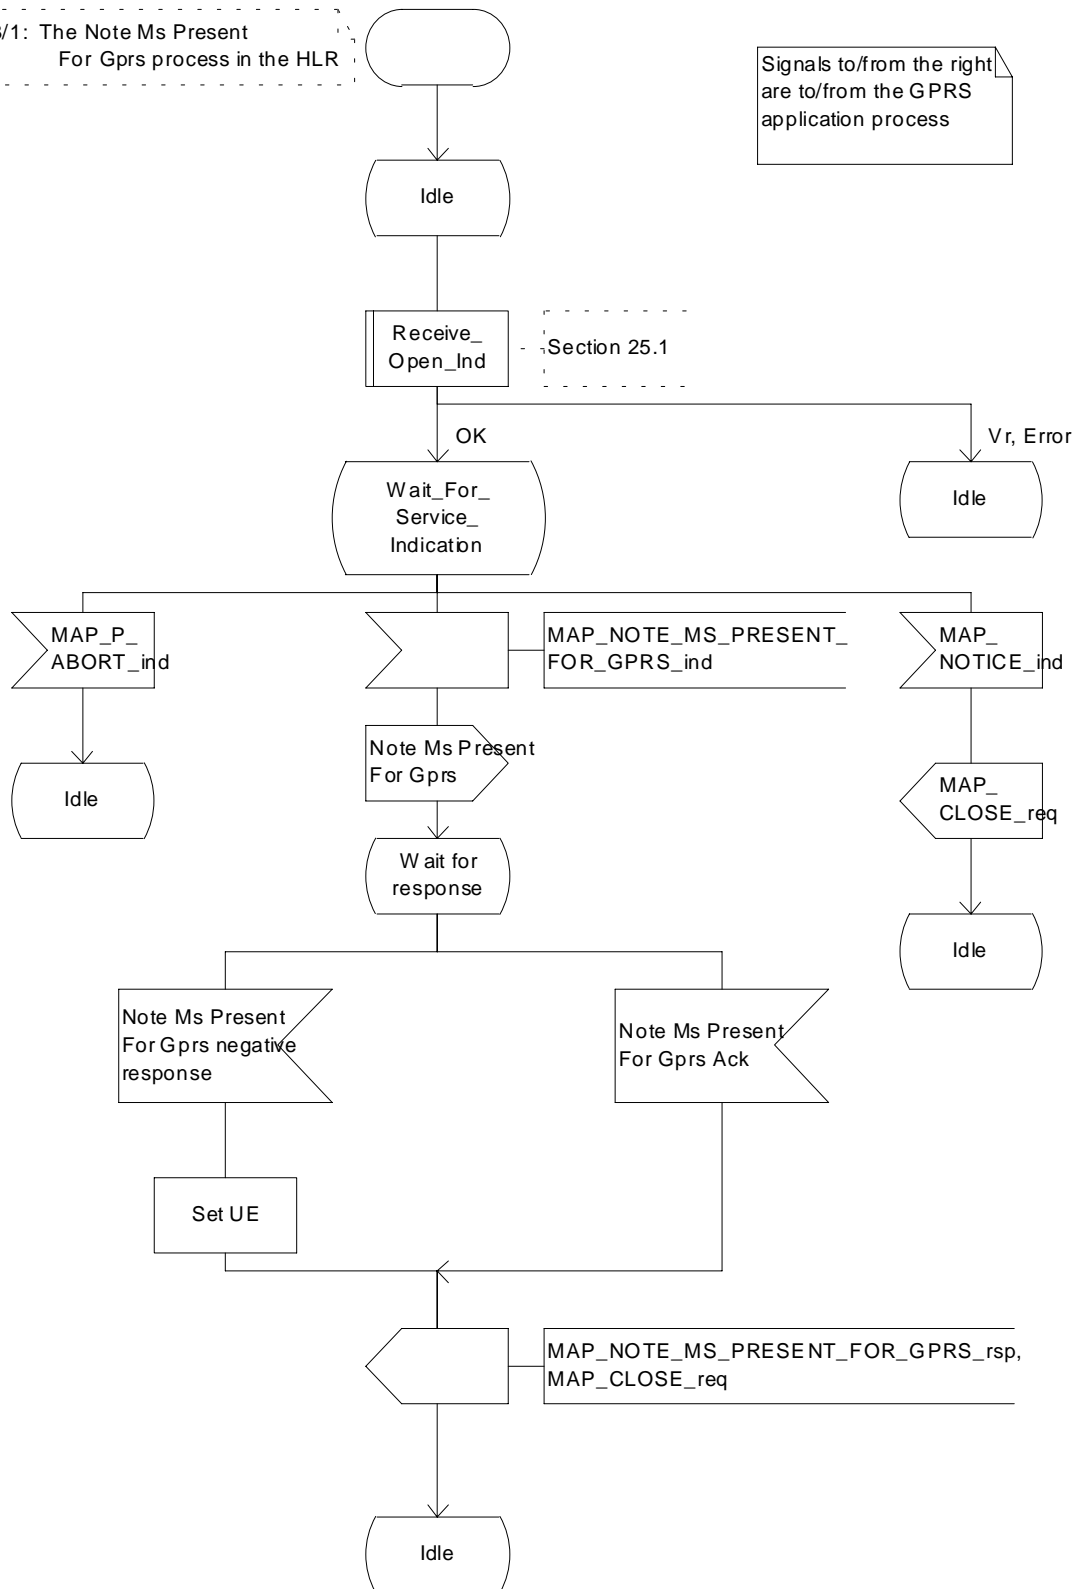 3/1: The Note Ms Present
For Gprs process in the HLR
Signals to/from the right
are to/from the GPRS
application process
Idle
Receive_
Open_Ind
Section 25.1
OK
Vr, Error
Wait_For_
Service_
Indication
Idle
MAP_P_
ABORT_ind
MAP_NOTE_MS_PRESENT_
FOR_GPRS_ind
MAP_
NOTICE_ind
Note Ms Present
For Gprs
Idle
MAP_
CLOSE_req
Wait for
response
Idle
Note Ms Present
For Gprs negative
response
Note Ms Present
For Gprs Ack
Set UE
MAP_NOTE_MS_PRESENT_FOR_GPRS_rsp,
MAP_CLOSE_req
Idle